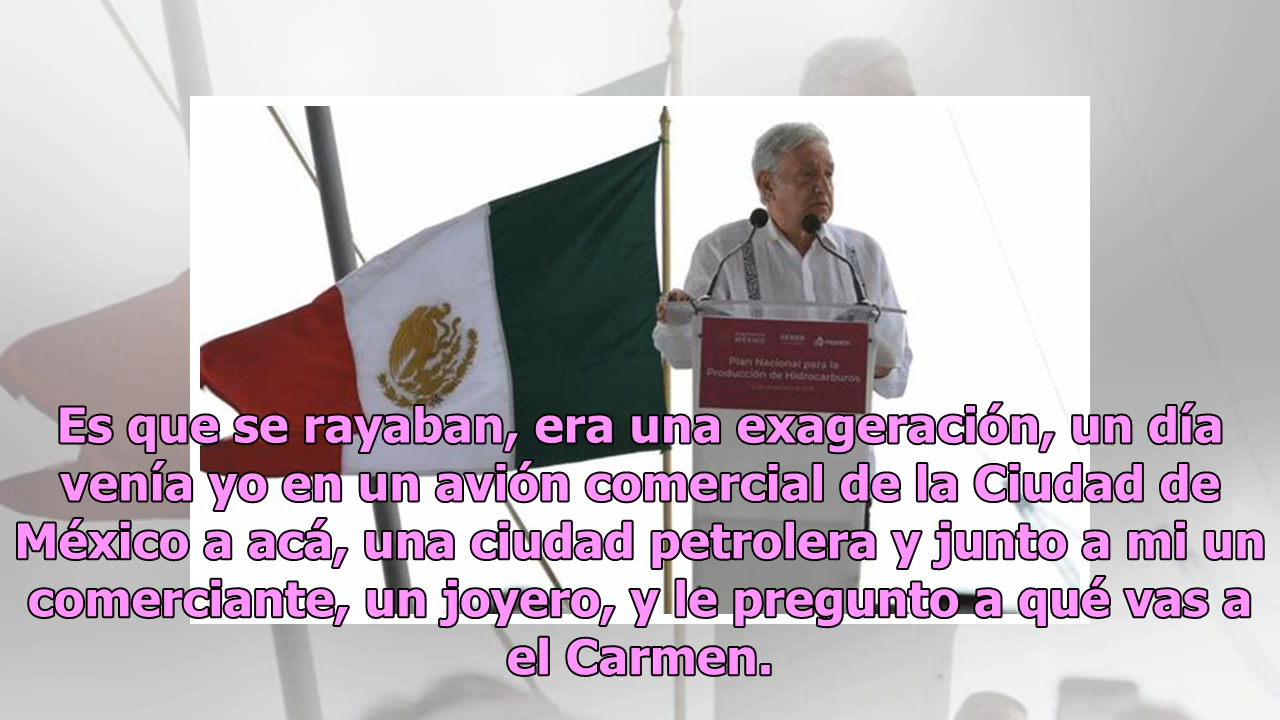 Plan Nacional para la
Producción de Hidrocarburos
Es que se rayaban, era una exageración, un día
venía yo en un avión comercial de la Ciudad de
México a acá, una ciudad petrolera y junto a mi un
comerciante, un joyero, y le pregunto a qué vas a
el Carmen.